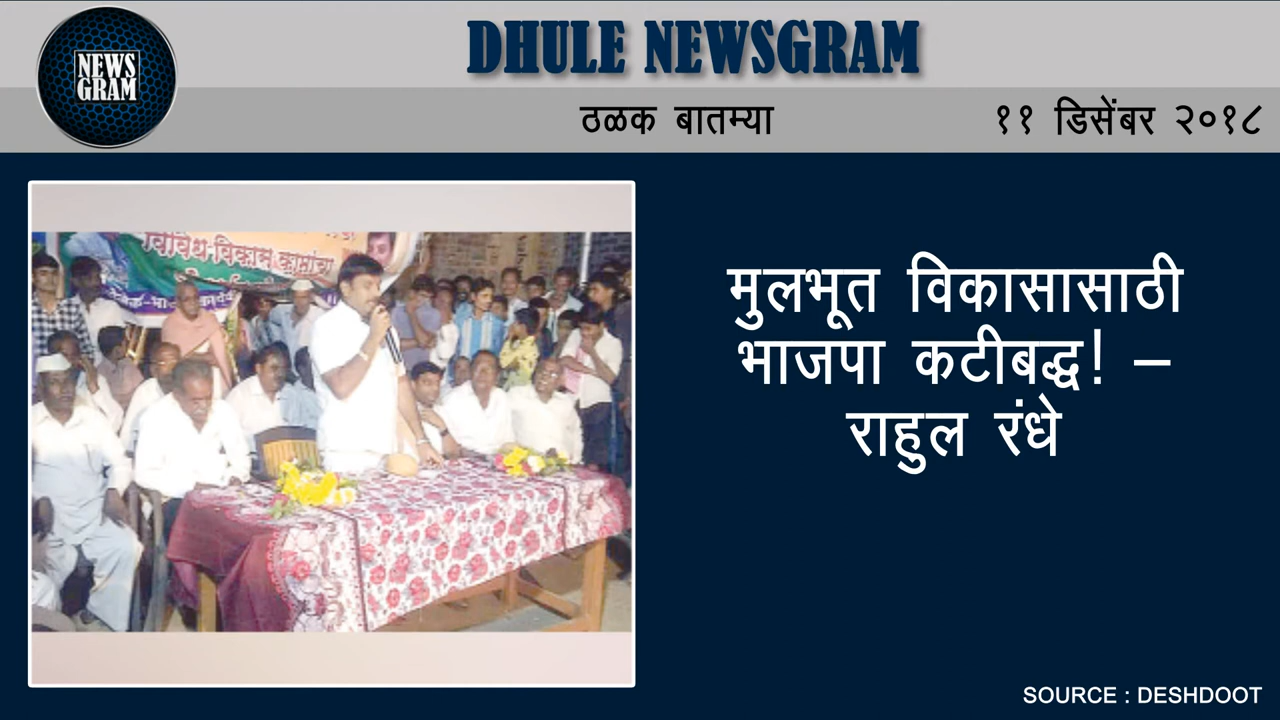 NEWS
GRAM
DHULE NEWSGRAM
ठळक बातम्या
११ डिसेंबर २०१८
विविध-विकास कामांचा
मुलभूत विकासासाठी
भाजपा कटीबद्ध! –
राहुल रंधे
SOURCE : DESHDOOT